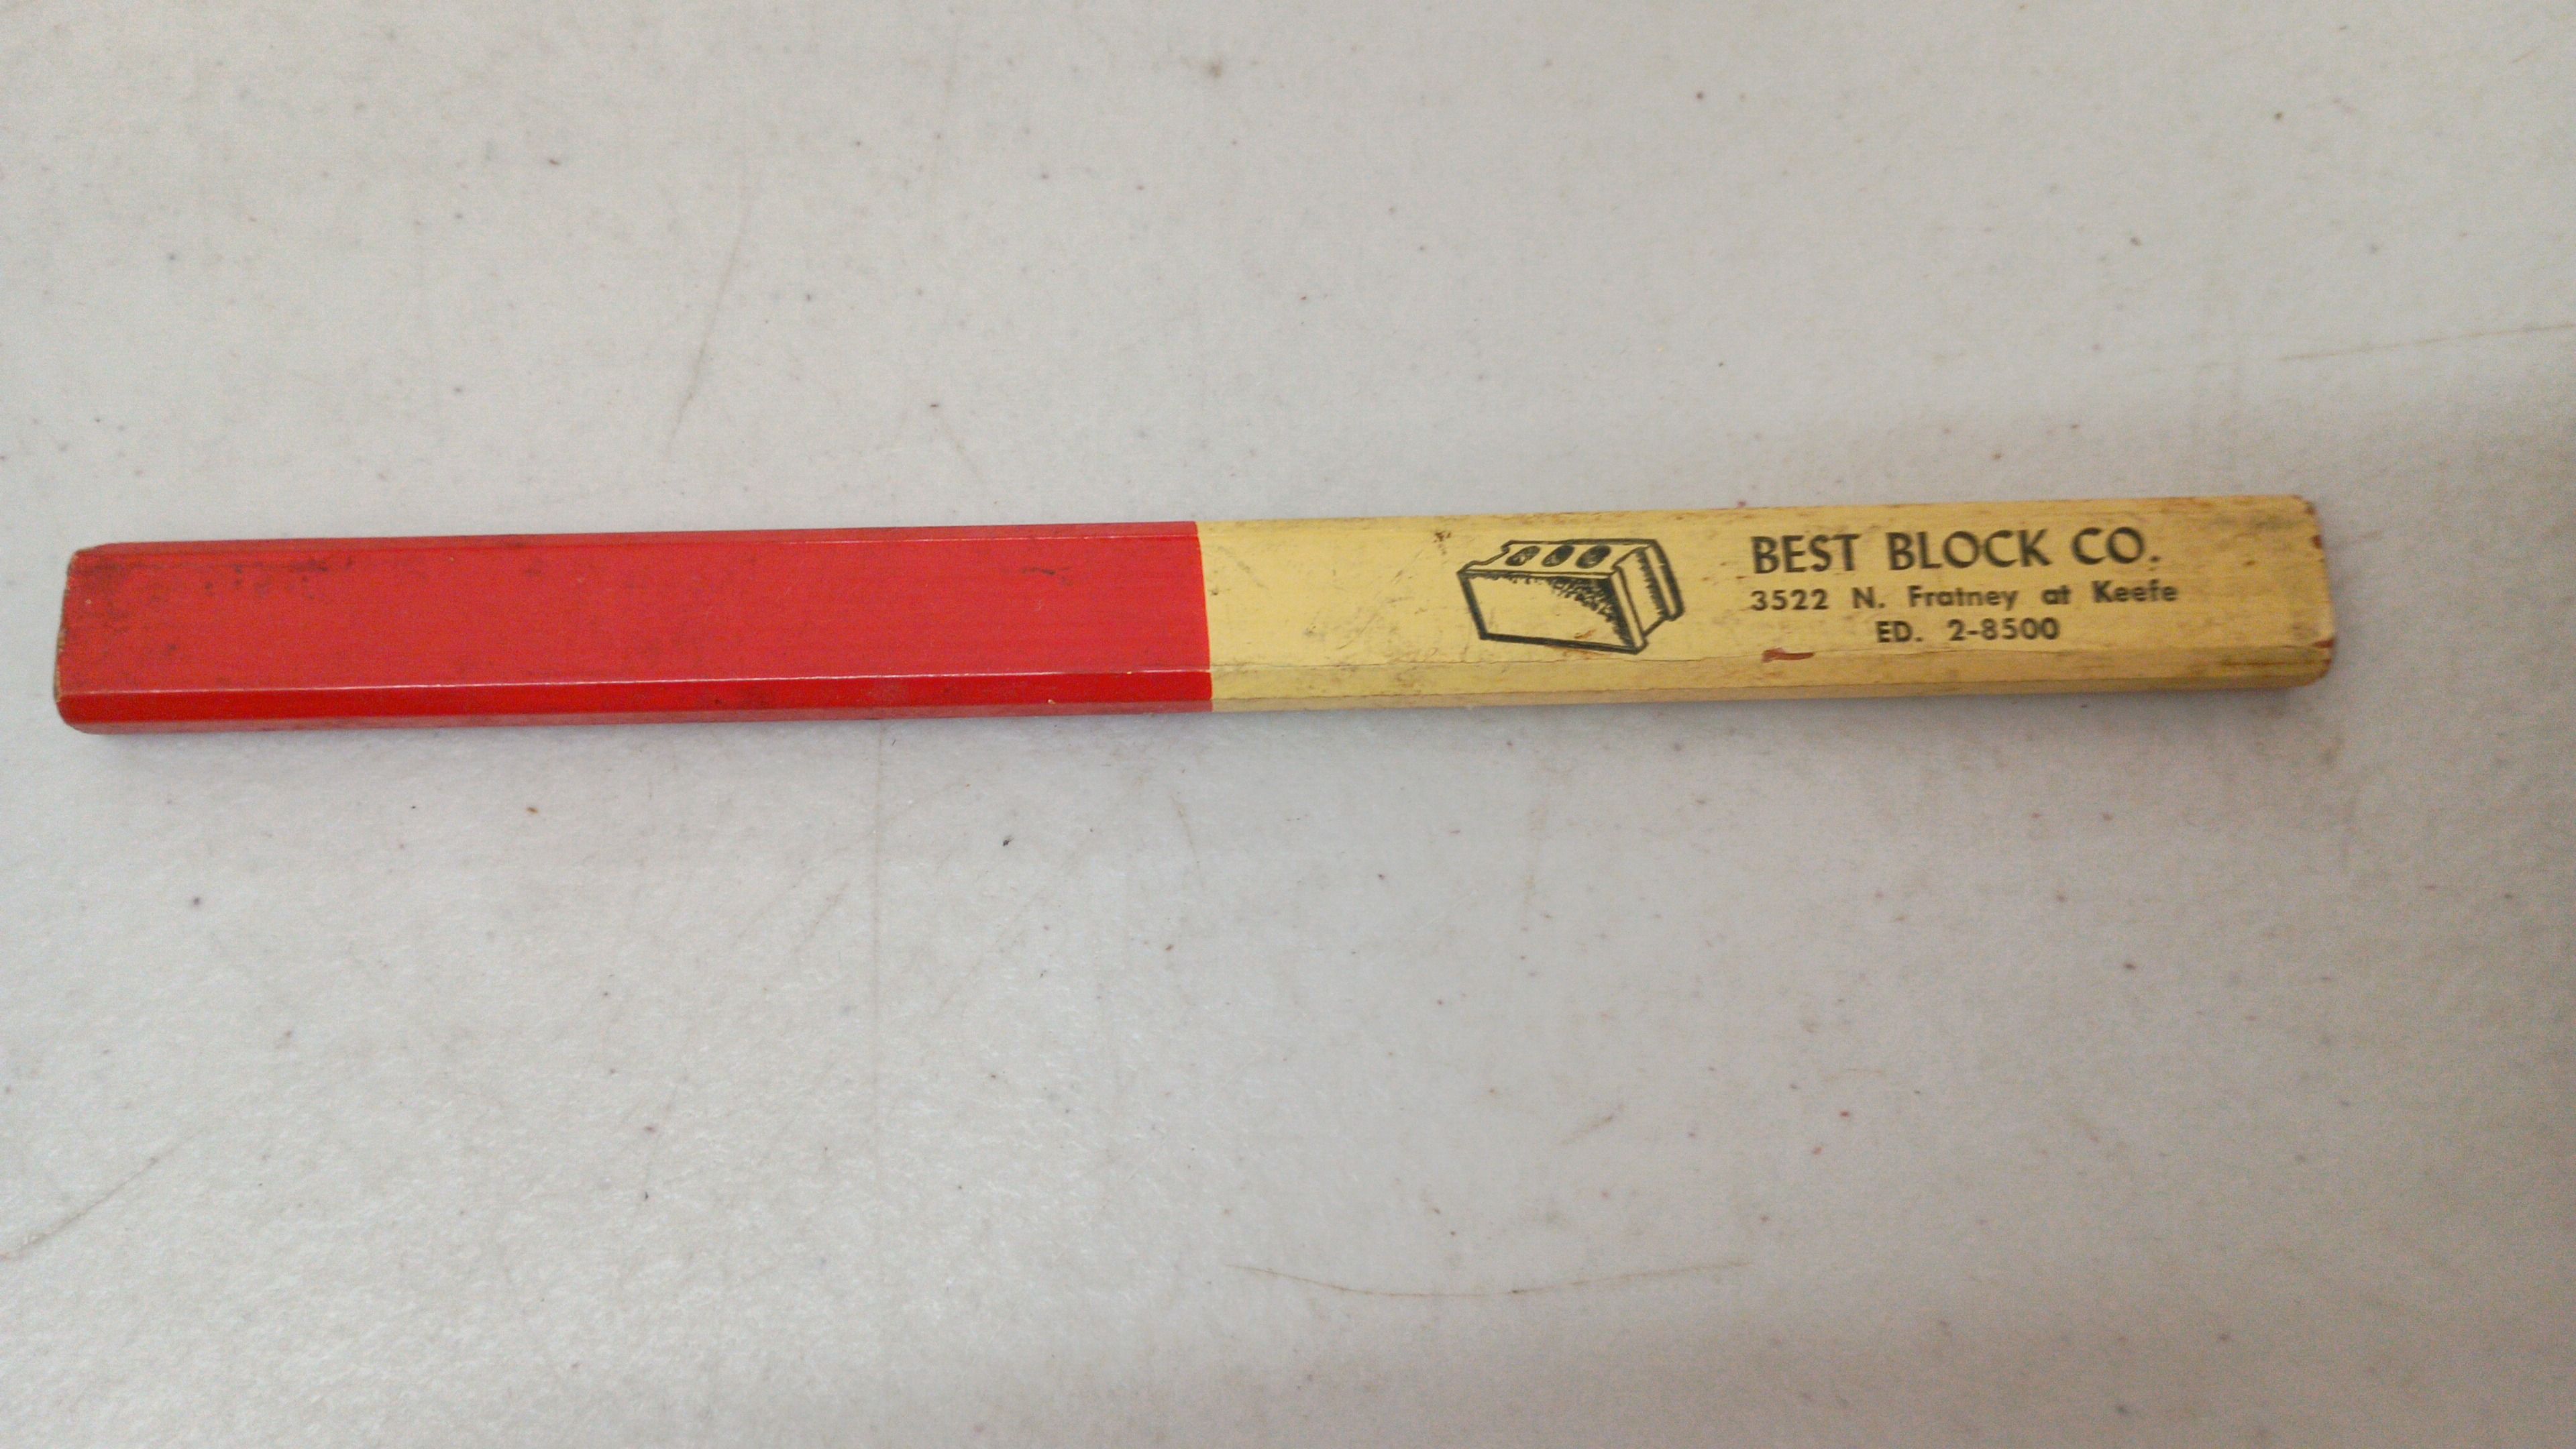 BEST BLOCK CO.
3522 N. Fratney at Keefe
ED. 2-8500